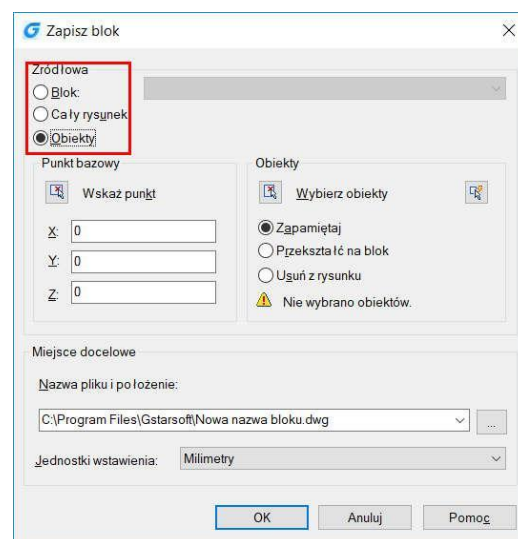 Zapisz blok
Źródłowa
Blok:
Cały rysunek
Obiekty
Punkt bazowy
Wskaż punkt
X: 0
Y: 0
Z: 0
Obiekty
Wybierz obiekty
Zapamiętaj
Przekształć na blok
Usuń z rysunku
Nie wybrano obiektów.
Miejsce docelowe
Nazwa pliku i położenie:
C:\Program Files\Gstarsoft\Nowa nazwa bloku.dwg
...
Jednostki wstawienia: Milimetry
OK Anuluj Pomoc